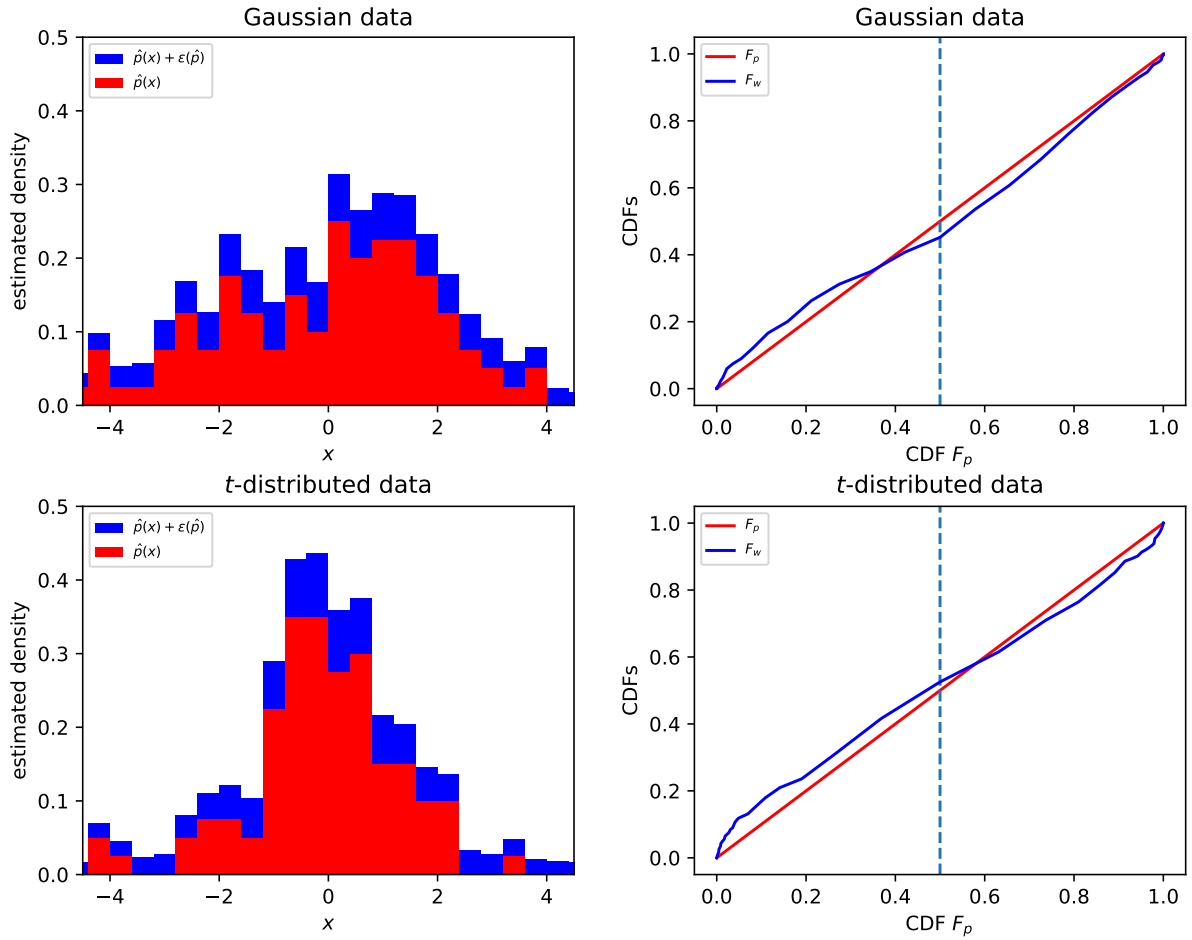 Gaussian data
0.5
0.4
0.3
0.2
0.1
0.0
estimated density
p̂(x) + ε(p̂)
p̂(x)
−4
−2
0
2
4
x
Gaussian data
1.0
0.8
0.6
0.4
0.2
0.0
CDFs
F_p
F_w
0.0
0.2
0.4
0.6
0.8
1.0
CDF F_p
t-distributed data
0.5
0.4
0.3
0.2
0.1
0.0
estimated density
p̂(x) + ε(p̂)
p̂(x)
−4
−2
0
2
4
x
t-distributed data
1.0
0.8
0.6
0.4
0.2
0.0
CDFs
F_p
F_w
0.0
0.2
0.4
0.6
0.8
1.0
CDF F_p